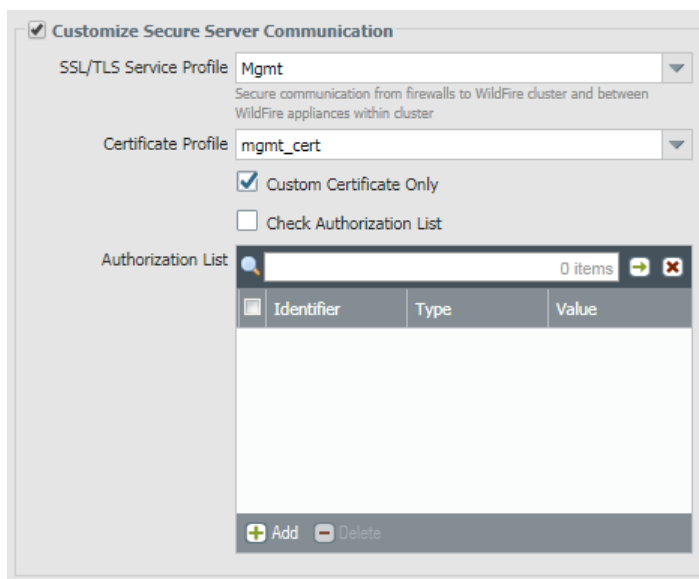 Customize Secure Server Communication
SSL/TLS Service Profile Mgmt
Secure communication from firewalls to WildFire cluster and between
WildFire appliances within cluster
Certificate Profile mgmt_cert
Custom Certificate Only
Check Authorization List
Authorization List 0 items
Identifier Type Value
Add Delete